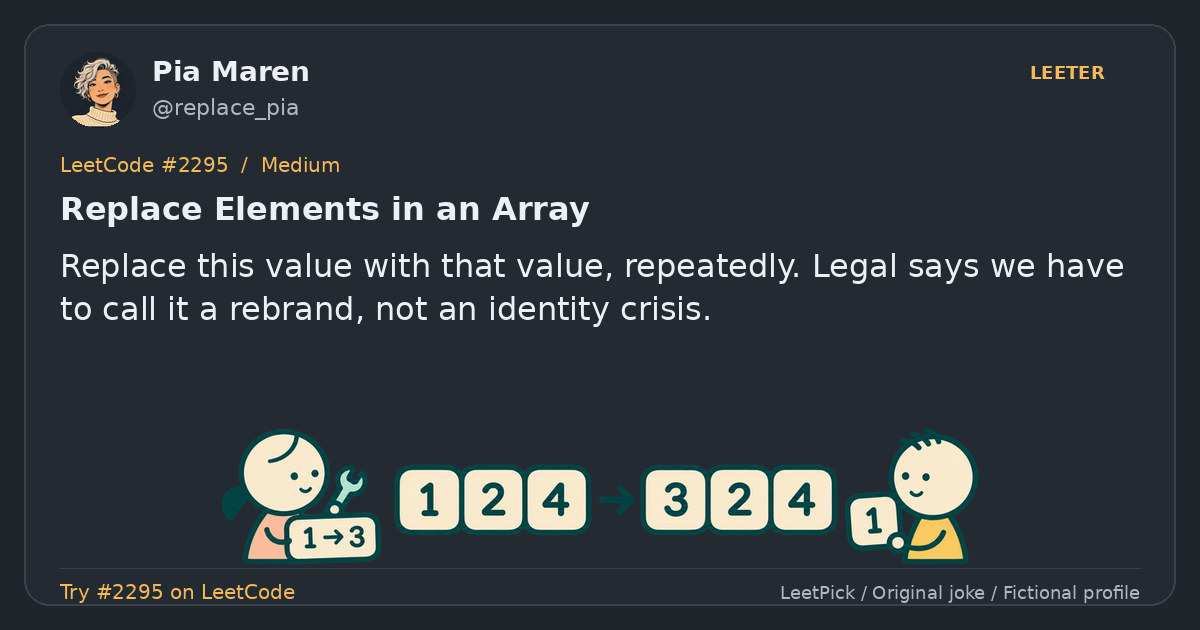 Pia Maren
@replace_pia
LEETER
LeetCode #2295 / Medium
Replace Elements in an Array
Replace this value with that value, repeatedly. Legal says we have
to call it a rebrand, not an identity crisis.
1→3
1 2 4 → 3 2 4
1
Try #2295 on LeetCode
LeetPick / Original joke / Fictional profile